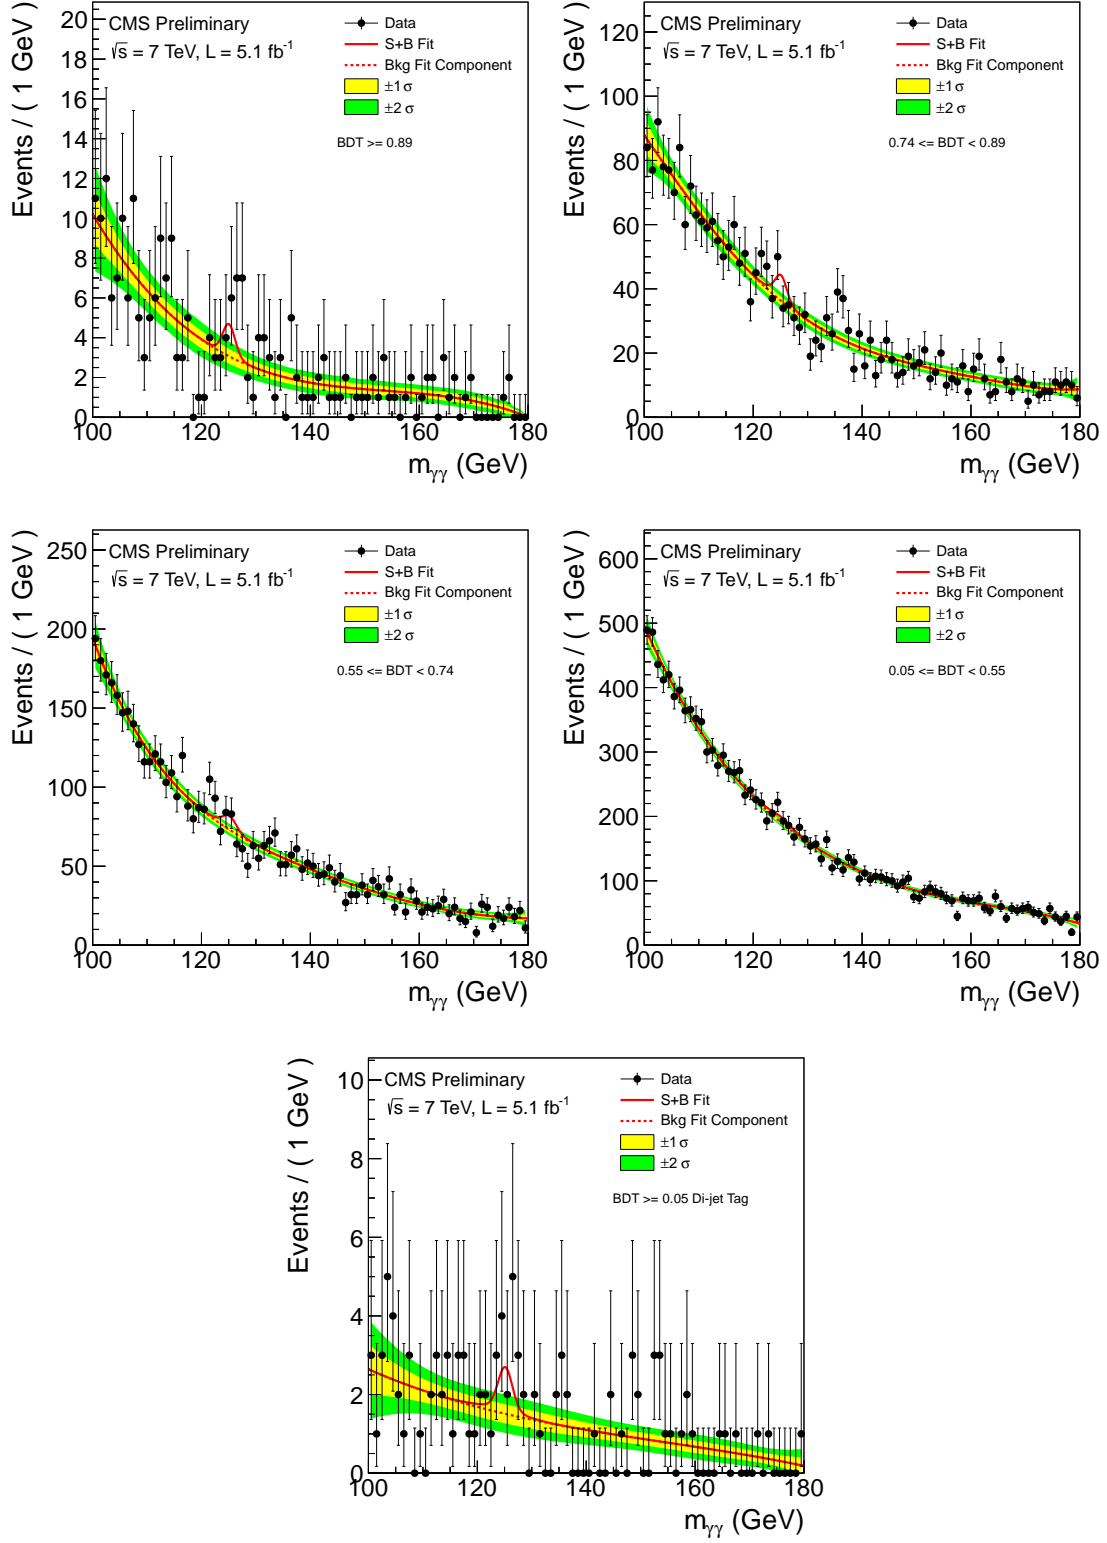 CMS Preliminary
√s = 7 TeV, L = 5.1 fb⁻¹
Data
S+B Fit
Bkg Fit Component
±1 σ
±2 σ
BDT >= 0.89
Events / ( 1 GeV )
20
18
16
14
12
10
8
6
4
2
0
100 120 140 160 180
m_γγ (GeV)
CMS Preliminary
√s = 7 TeV, L = 5.1 fb⁻¹
Data
S+B Fit
Bkg Fit Component
±1 σ
±2 σ
0.74 <= BDT < 0.89
Events / ( 1 GeV )
120
100
80
60
40
20
0
100 120 140 160 180
m_γγ (GeV)
CMS Preliminary
√s = 7 TeV, L = 5.1 fb⁻¹
Data
S+B Fit
Bkg Fit Component
±1 σ
±2 σ
0.55 <= BDT < 0.74
Events / ( 1 GeV )
250
200
150
100
50
0
100 120 140 160 180
m_γγ (GeV)
CMS Preliminary
√s = 7 TeV, L = 5.1 fb⁻¹
Data
S+B Fit
Bkg Fit Component
±1 σ
±2 σ
0.05 <= BDT < 0.55
Events / ( 1 GeV )
600
500
400
300
200
100
0
100 120 140 160 180
m_γγ (GeV)
CMS Preliminary
√s = 7 TeV, L = 5.1 fb⁻¹
Data
S+B Fit
Bkg Fit Component
±1 σ
±2 σ
BDT >= 0.05 Di-jet Tag
Events / ( 1 GeV )
10
8
6
4
2
0
100 120 140 160 180
m_γγ (GeV)